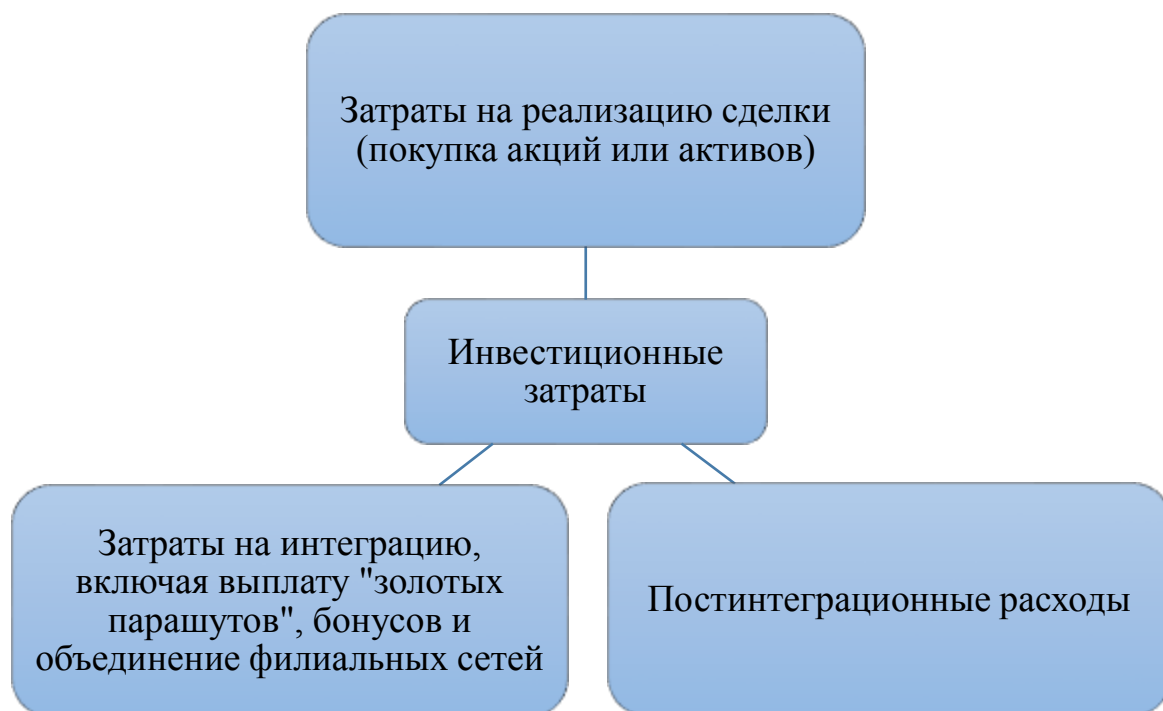 Затраты на реализацию сделки
(покупка акций или активов)
Инвестиционные
затраты
Затраты на интеграцию,
включая выплату "золотых
парашутов", бонусов и
объединение филиальных сетей
Постинтеграционные расходы